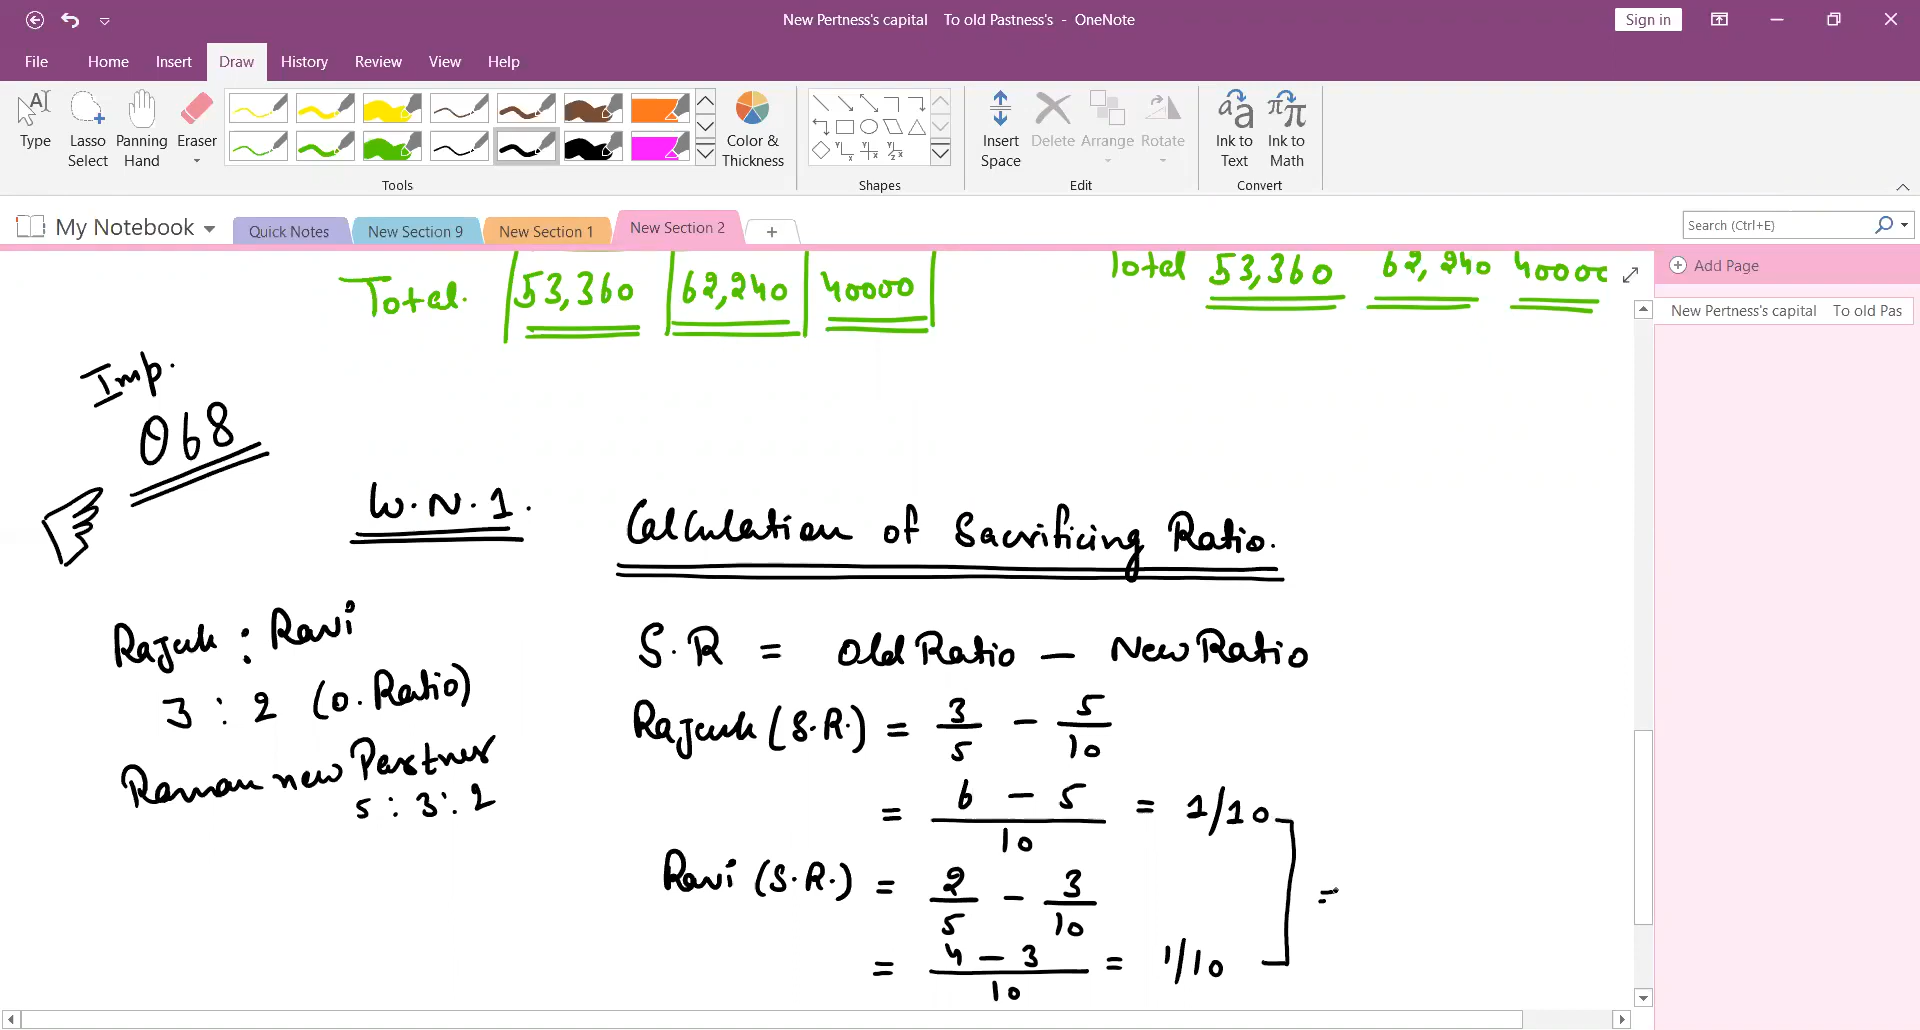 New Pertness's capital To old Pastness's - OneNote
Sign in
File Home Insert Draw History Review View Help
Type
Lasso Select
Panning Hand
Eraser
Color & Thickness
Insert Space
Delete
Arrange
Rotate
Ink to Text
Ink to Math
Tools
Shapes
Edit
Convert
My Notebook
Quick Notes
New Section 9
New Section 1
New Section 2
Search (Ctrl+E)
Add Page
New Pertness's capital To old Pas
Total. 53,360 62,240 40000
Total 53,360 62,240 40000
Imp.
Q68
W.N.1.
Calculation of Sacrificing Ratio.
Rajesh : Ravi
3 : 2 (O. Ratio)
Raman new Partner
5 : 3 : 2
S.R = Old Ratio — New Ratio
Rajesh (S.R.) = 3/5 - 5/10
= 6 - 5/10 = 1/10
Ravi (S.R.) = 2/5 - 3/10
= 4 - 3/10 = 1/10
=